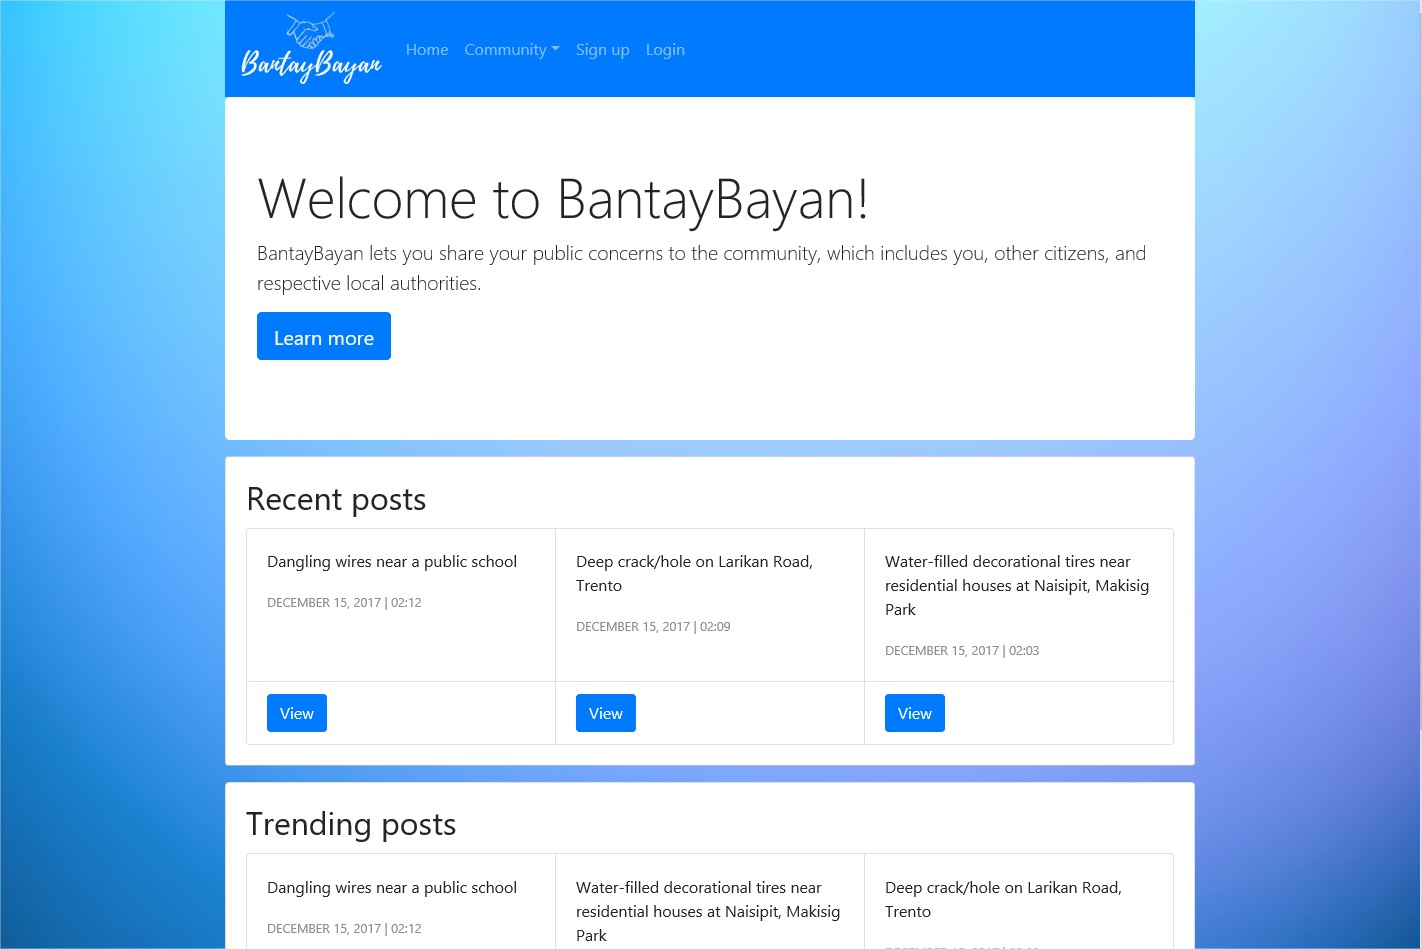 BantayBayan
Home Community Sign up Login
Welcome to BantayBayan!
BantayBayan lets you share your public concerns to the community, which includes you, other citizens, and
respective local authorities.
Learn more
Recent posts
Dangling wires near a public school
DECEMBER 15, 2017 | 02:12
View
Deep crack/hole on Larikan Road,
Trento
DECEMBER 15, 2017 | 02:09
View
Water-filled decorational tires near
residential houses at Naisipit, Makisig
Park
DECEMBER 15, 2017 | 02:03
View
Trending posts
Dangling wires near a public school
DECEMBER 15, 2017 | 02:12
Water-filled decorational tires near
residential houses at Naisipit, Makisig
Park
Deep crack/hole on Larikan Road,
Trento